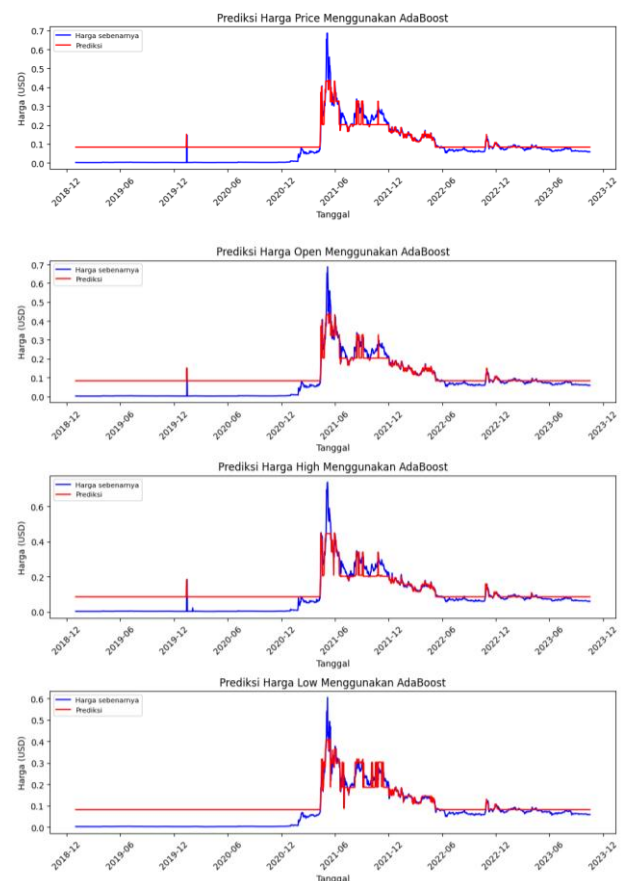 Prediksi Harga Price Menggunakan AdaBoost
Harga sebenarnya
Prediksi
Harga (USD)
0.7
0.6
0.5
0.4
0.3
0.2
0.1
0.0
2018-12 2019-06 2019-12 2020-06 2020-12 2021-06 2021-12 2022-06 2022-12 2023-06 2023-12
Tanggal
Prediksi Harga Open Menggunakan AdaBoost
Harga sebenarnya
Prediksi
Harga (USD)
0.7
0.6
0.5
0.4
0.3
0.2
0.1
0.0
2018-12 2019-06 2019-12 2020-06 2020-12 2021-06 2021-12 2022-06 2022-12 2023-06 2023-12
Tanggal
Prediksi Harga High Menggunakan AdaBoost
Harga sebenarnya
Prediksi
Harga (USD)
0.6
0.4
0.2
0.0
2018-12 2019-06 2019-12 2020-06 2020-12 2021-06 2021-12 2022-06 2022-12 2023-06 2023-12
Tanggal
Prediksi Harga Low Menggunakan AdaBoost
Harga sebenarnya
Prediksi
Harga (USD)
0.6
0.5
0.4
0.3
0.2
0.1
0.0
2018-12 2019-06 2019-12 2020-06 2020-12 2021-06 2021-12 2022-06 2022-12 2023-06 2023-12
Tanggal